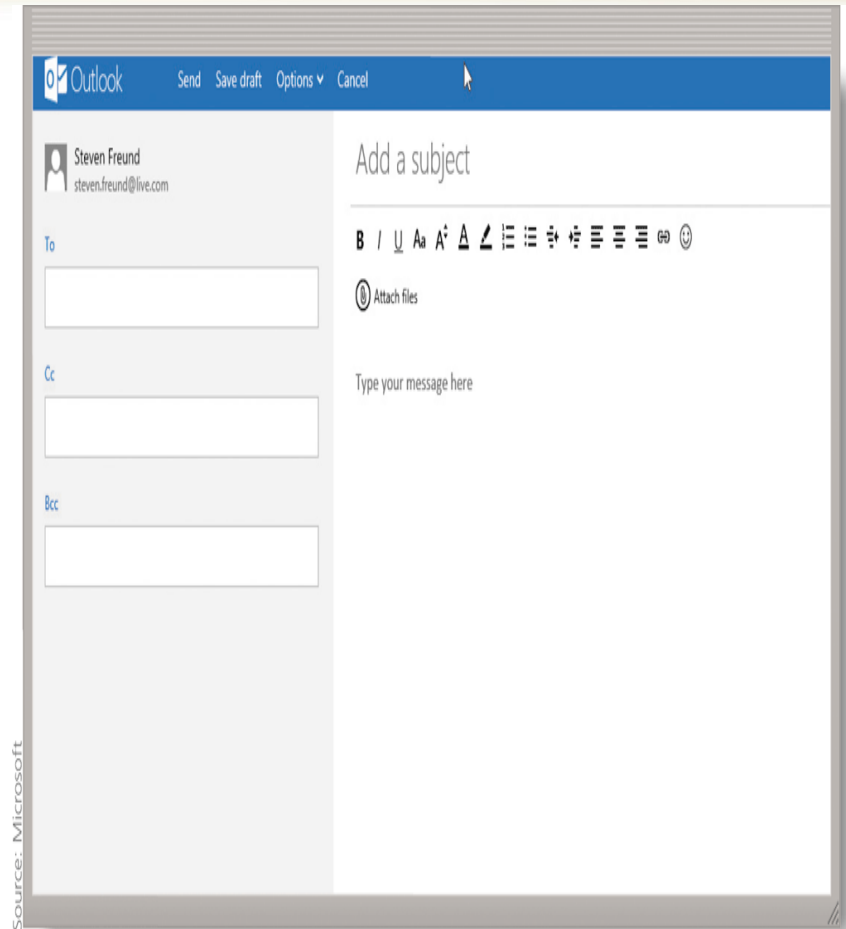 Outlook Send Save draft Options Cancel
Steven Freund
steven.freund@live.com
To
Cc
Bcc
Add a subject
B I U Aa A A
Attach files
Type your message here
Source: Microsoft